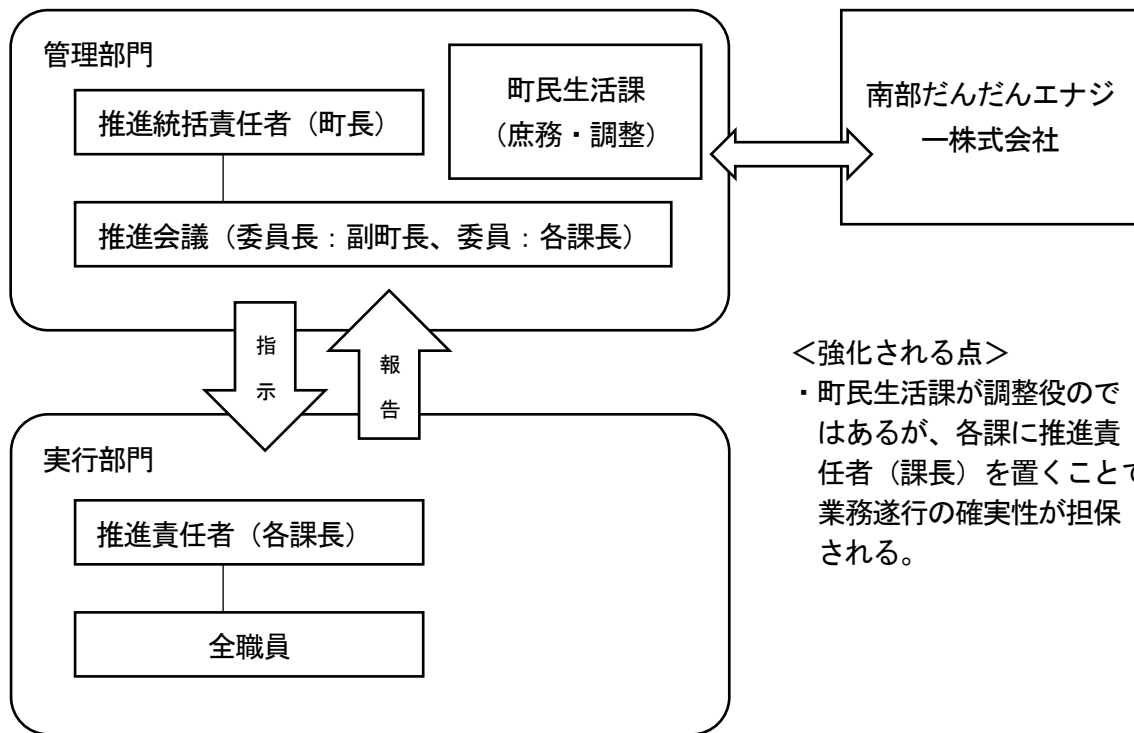 管理部門
推進統括責任者（町長）
町民生活課
（庶務・調整）
推進会議（委員長：副町長、委員：各課長）
南部だんだんエナジ
ー株式会社
指
示
報
告
実行部門
推進責任者（各課長）
全職員
＜強化される点＞
・町民生活課が調整役ので
はあるが、各課に推進責
任者（課長）を置くことで
業務遂行の確実性が担保
される。